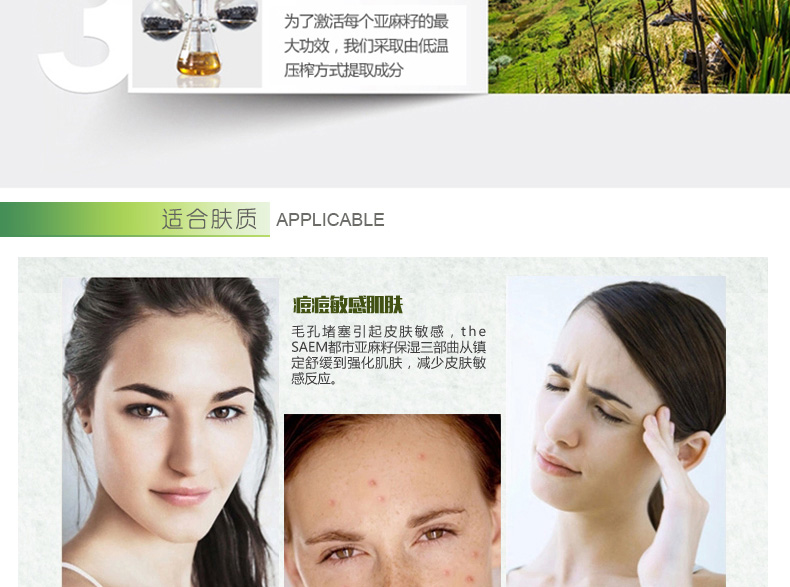 3
为了激活每个亚麻籽的最
大功效，我们采取由低温
压榨方式提取成分
适合肤质 APPLICABLE
痘痘敏感肌肤
毛孔堵塞引起皮肤敏感，the
SAEM都市亚麻籽保湿三部曲从镇
定舒缓到强化肌肤，减少皮肤敏
感反应。